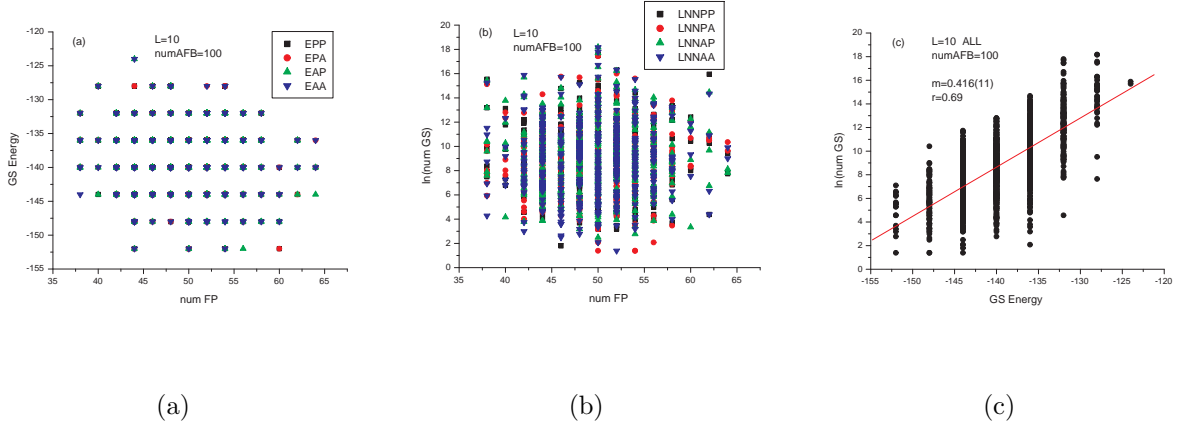 (a)
L=10
numAFB=100
EPP
EPA
EAP
EAA
GS Energy
-120
-125
-130
-135
-140
-145
-150
-155
35 40 45 50 55 60 65
num FP
(b)
L=10
numAFB=100
LNNPP
LNNPA
LNNAP
LNNAA
ln(num GS)
20
18
16
14
12
10
8
6
4
2
0
35 40 45 50 55 60 65
num FP
(c)
L=10 ALL
numAFB=100
m=0.416(11)
r=0.69
ln(num GS)
20
18
16
14
12
10
8
6
4
2
0
-155 -150 -145 -140 -135 -130 -125 -120
GS Energy
(a) (b) (c)